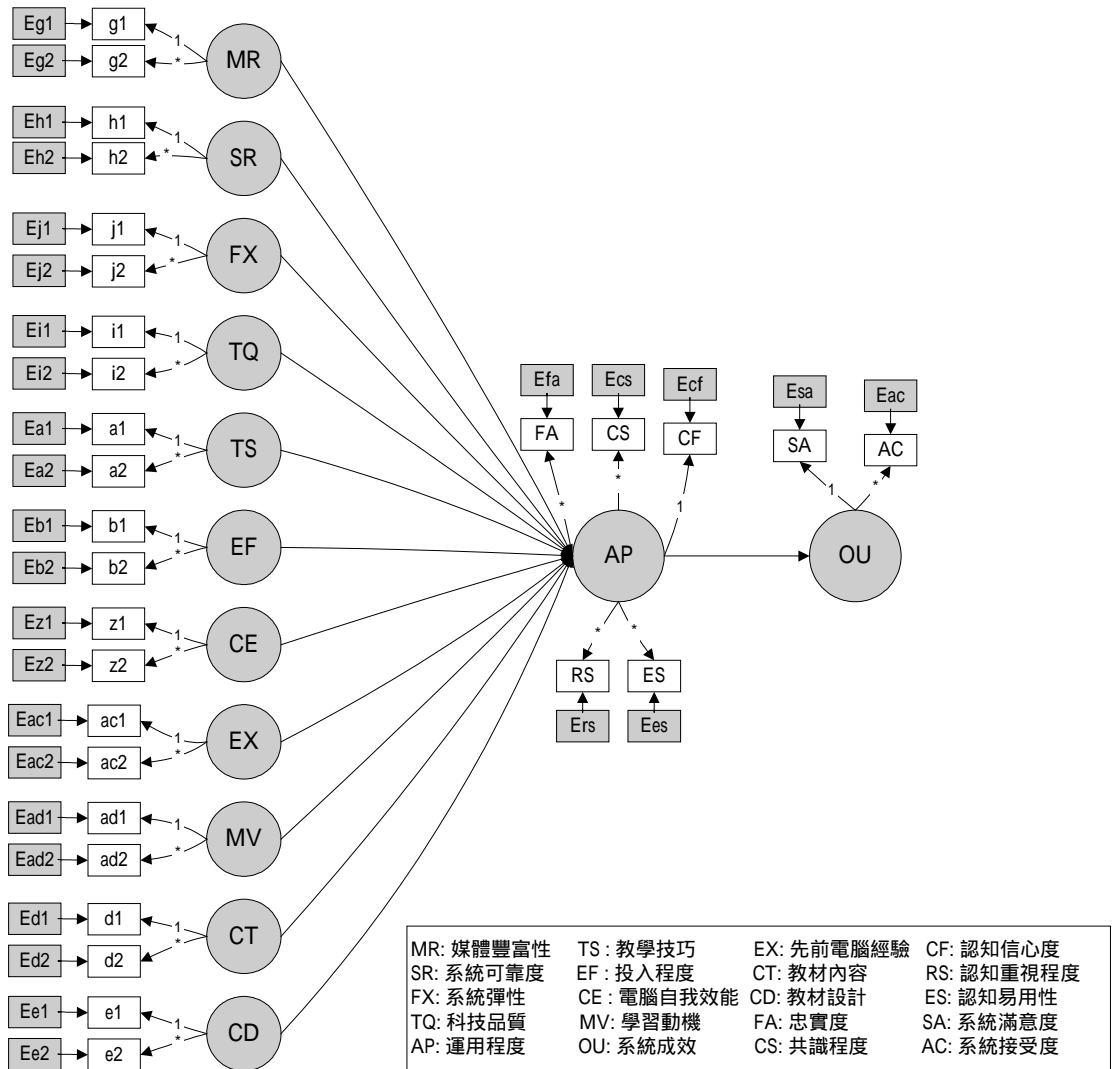 Eg1 g1 1
Eg2 g2 *
MR
Eh1 h1 1
Eh2 h2 *
SR
Ej1 j1 1
Ej2 j2 *
FX
Ei1 i1 1
Ei2 i2 *
TQ
Ea1 a1 1
Ea2 a2 *
TS
Eb1 b1 1
Eb2 b2 *
EF
Ez1 z1 1
Ez2 z2 *
CE
Eac1 ac1 1
Eac2 ac2 *
EX
Ead1 ad1 1
Ead2 ad2 *
MV
Ed1 d1 1
Ed2 d2 *
CT
Ee1 e1 1
Ee2 e2 *
CD
Efa Ecs Ecf
FA CS CF
* * 1
AP
* *
RS ES
Ers Ees
Esa Eac
SA AC
1 *
OU
MR: 媒體豐富性 TS : 教學技巧 EX: 先前電腦經驗 CF: 認知信心度
SR: 系統可靠度 EF : 投入程度 CT: 教材內容 RS: 認知重視程度
FX: 系統彈性 CE : 電腦自我效能 CD: 教材設計 ES: 認知易用性
TQ: 科技品質 MV: 學習動機 FA: 忠實度 SA: 系統滿意度
AP: 運用程度 OU: 系統成效 CS: 共識程度 AC: 系統接受度